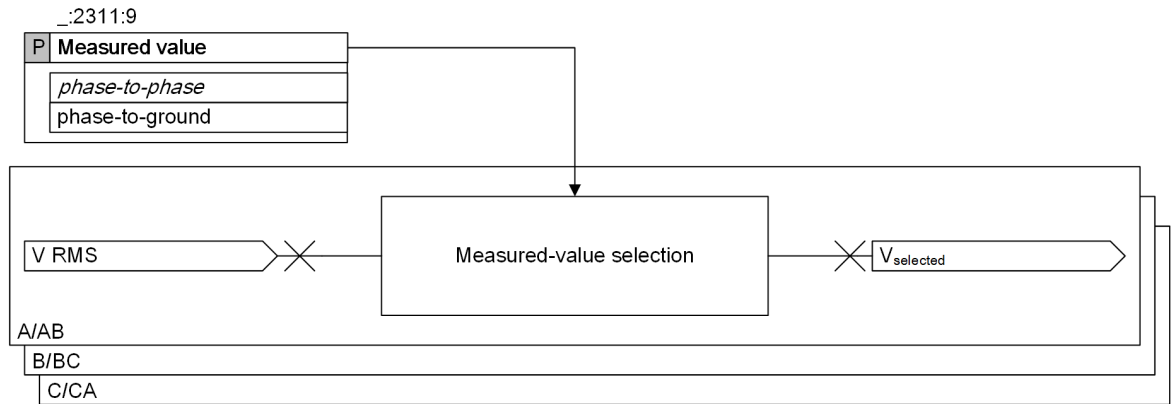 _:2311:9
P Measured value
phase-to-phase
phase-to-ground
V RMS
Measured-value selection
Vselected
A/AB
B/BC
C/CA